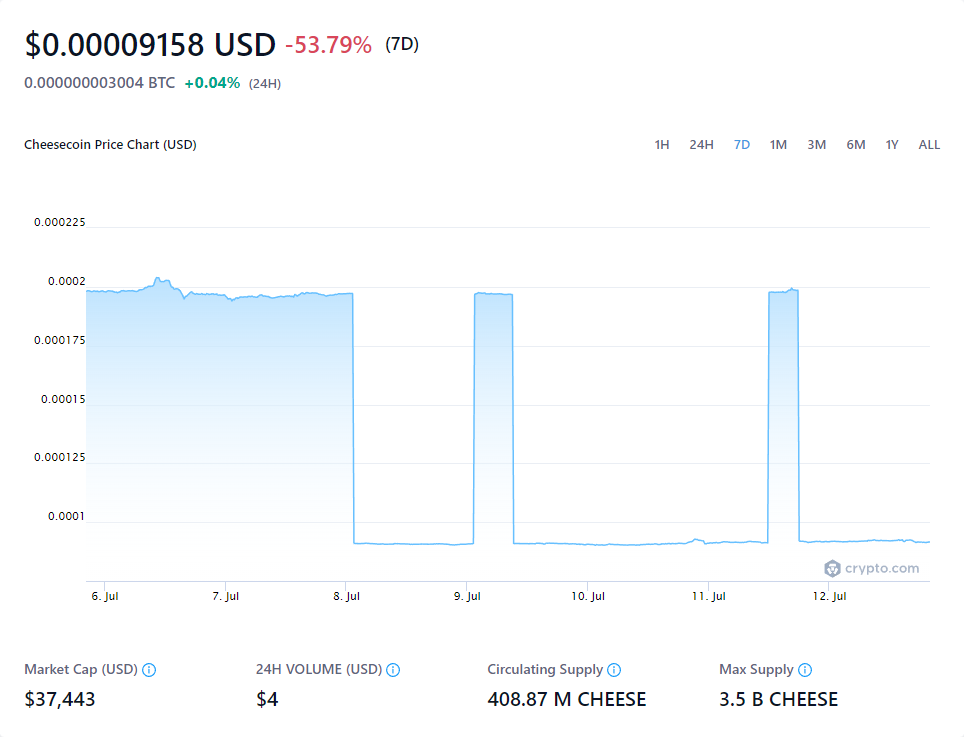 $0.00009158 USD -53.79% (7D)
0.000000003004 BTC +0.04% (24H)
Cheesecoin Price Chart (USD) 1H 24H 7D 1M 3M 6M 1Y ALL
0.000225
0.0002
0.000175
0.00015
0.000125
0.0001
crypto.com
6. Jul 7. Jul 8. Jul 9. Jul 10. Jul 11. Jul 12. Jul
Market Cap (USD) 24H VOLUME (USD) Circulating Supply Max Supply
$37,443 $4 408.87 M CHEESE 3.5 B CHEESE